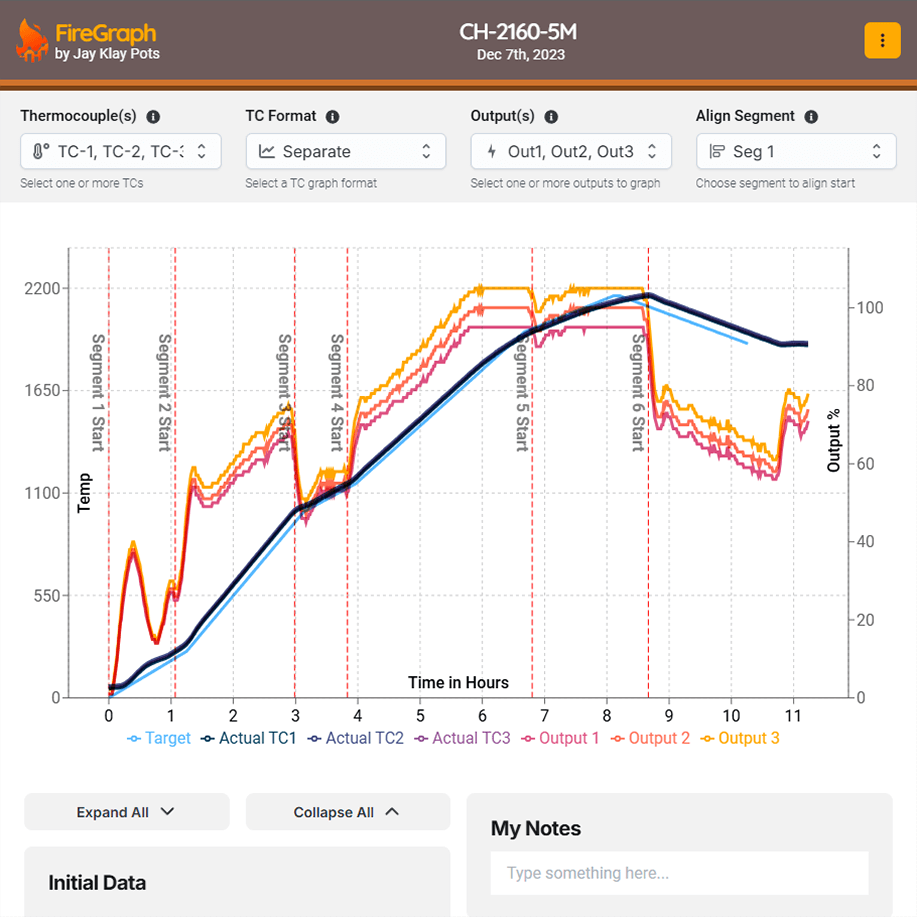 FireGraph
by Jay Klay Pots
CH-2160-5M
Dec 7th, 2023
Thermocouple(s)
TC-1, TC-2, TC-3
Select one or more TCs
TC Format
Separate
Select a TC graph format
Output(s)
Out1, Out2, Out3
Select one or more outputs to graph
Align Segment
Seg 1
Choose segment to align start
2200
1650
1100
550
0
Temp
Segment 1 Start
Segment 2 Start
Segment 3 Start
Segment 4 Start
Segment 5 Start
Segment 6 Start
100
80
60
40
20
0
Output %
Time in Hours
0 1 2 3 4 5 6 7 8 9 10 11
Target Actual TC1 Actual TC2 Actual TC3 Output 1 Output 2 Output 3
Expand All
Collapse All
Initial Data
My Notes
Type something here...